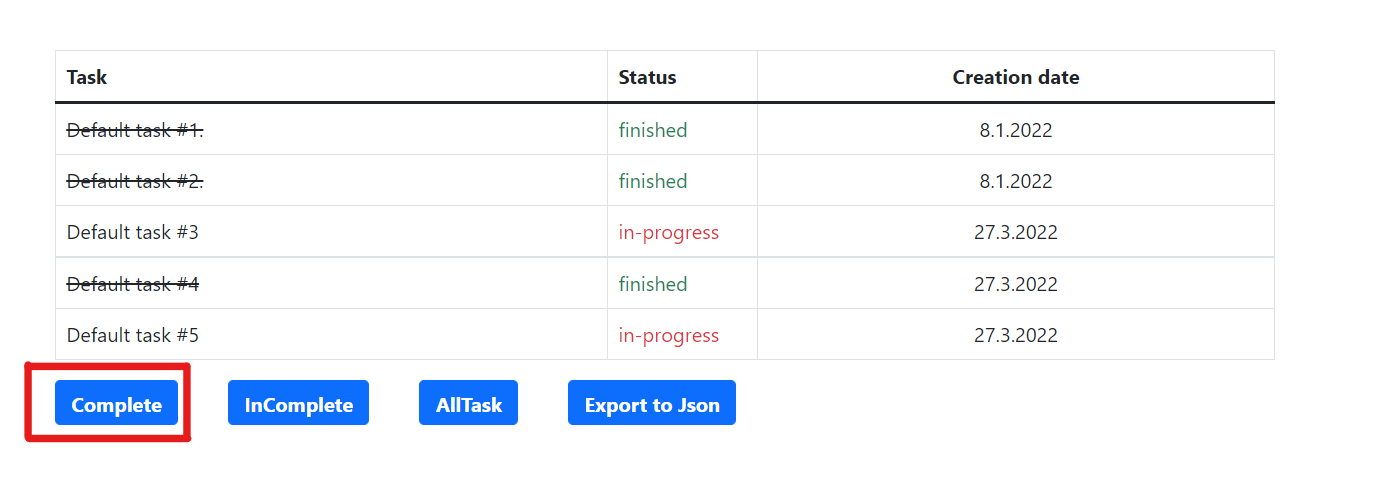 Task Status Creation date
Default task #1. finished 8.1.2022
Default task #2. finished 8.1.2022
Default task #3 in-progress 27.3.2022
Default task #4 finished 27.3.2022
Default task #5 in-progress 27.3.2022
Complete InComplete AllTask Export to Json